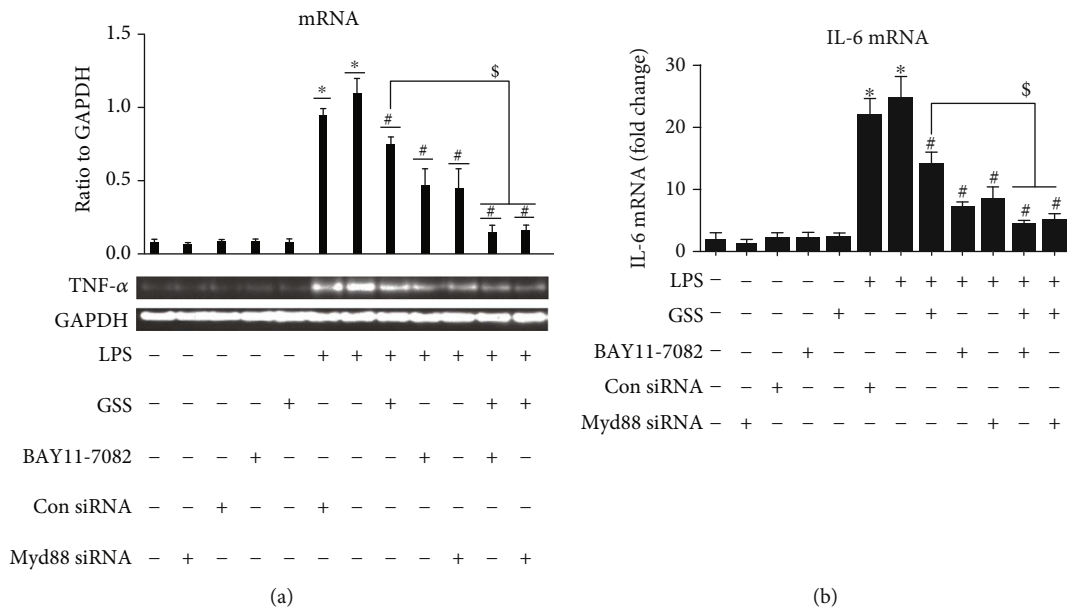 mRNA
Ratio to GAPDH
1.5
1.0
0.5
0.0
* * # # # # # $
TNF-α
GAPDH
LPS − − − − − + + + + + + +
GSS − − − − + − − + − − + +
BAY11-7082 − − − + − − − − + − + −
Con siRNA − − + − − + − − − − − −
Myd88 siRNA − + − − − − − − − + − +
(a)
IL-6 mRNA
IL-6 mRNA (fold change)
30
20
10
0
* * # # # # # $
LPS − − − − − + + + + + + +
GSS − − − − + − − + − − + +
BAY11-7082 − − − + − − − − + − + −
Con siRNA − − + − − + − − − − − −
Myd88 siRNA − + − − − − − − − + − +
(b)